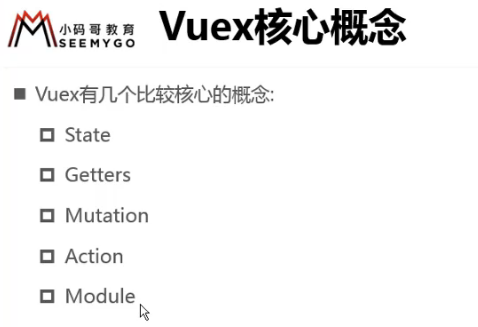 小码哥教育
SEEMYGO
Vuex核心概念
Vuex有几个比较核心的概念:
State
Getters
Mutation
Action
Module